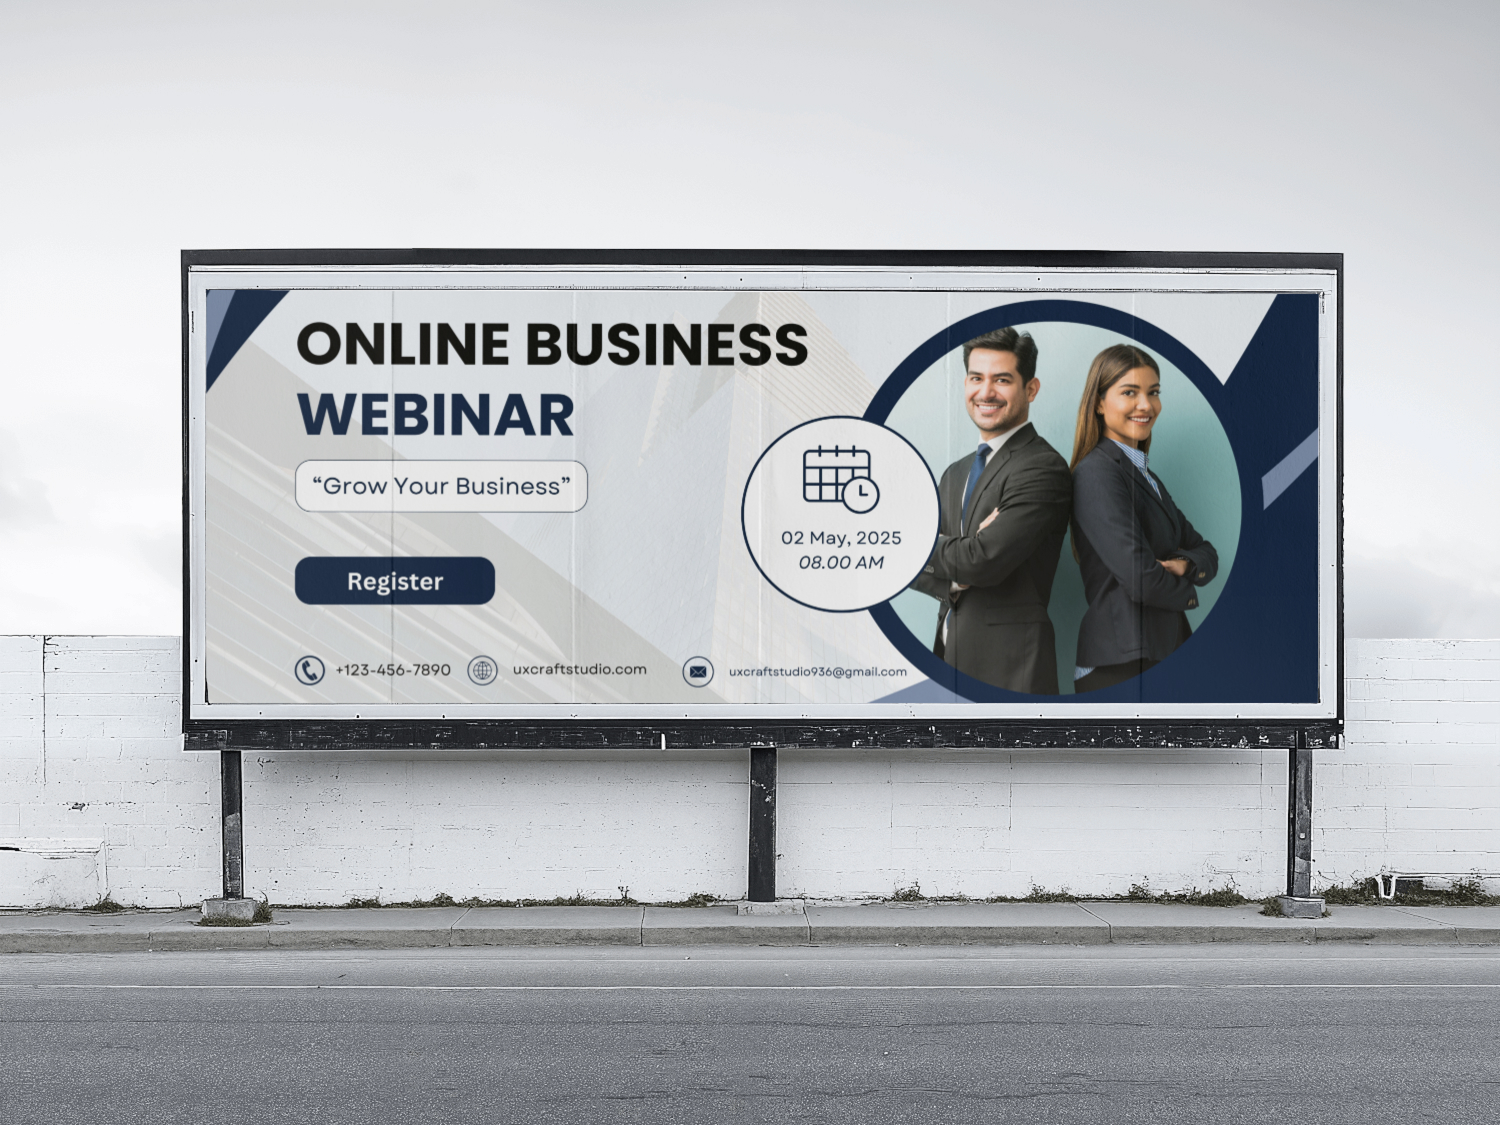 ONLINE BUSINESS
WEBINAR
“Grow Your Business”
02 May, 2025
08.00 AM
Register
+123-456-7890
uxcraftstudio.com
uxcraftstudio936@gmail.com